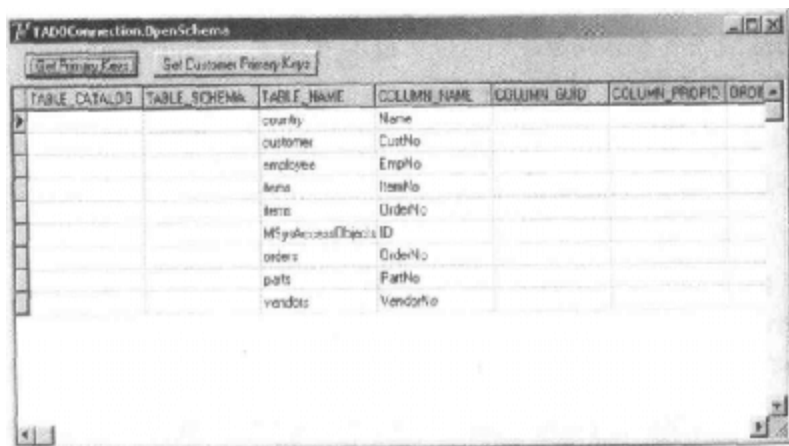 TADOConnection.OpenSchema
Get Primary Keys Get Customer Primary Keys
TABLE_CATALOG TABLE_SCHEMA TABLE_NAME COLUMN_NAME COLUMN_GUID COLUMN_PROPID ORDI
country Name
customer CustNo
employee EmpNo
items ItemNo
items OrderNo
MSysAccessObjects ID
orders OrderNo
parts PartNo
vendors VendorNo